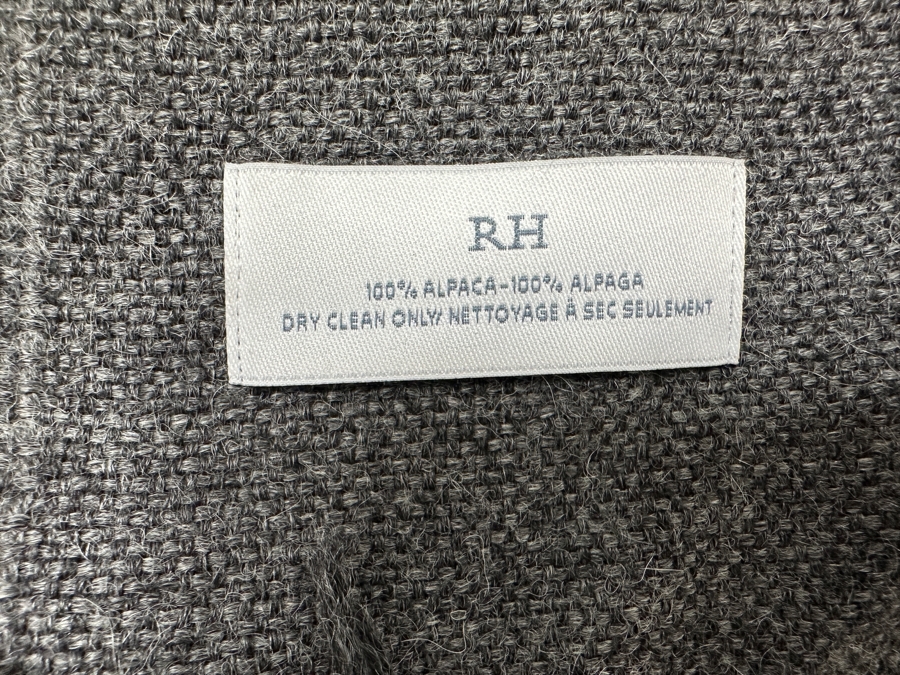 RH
100% ALPACA-100% ALPAGA
DRY CLEAN ONLY/ NETTOYAGE À SEC SEULEMENT